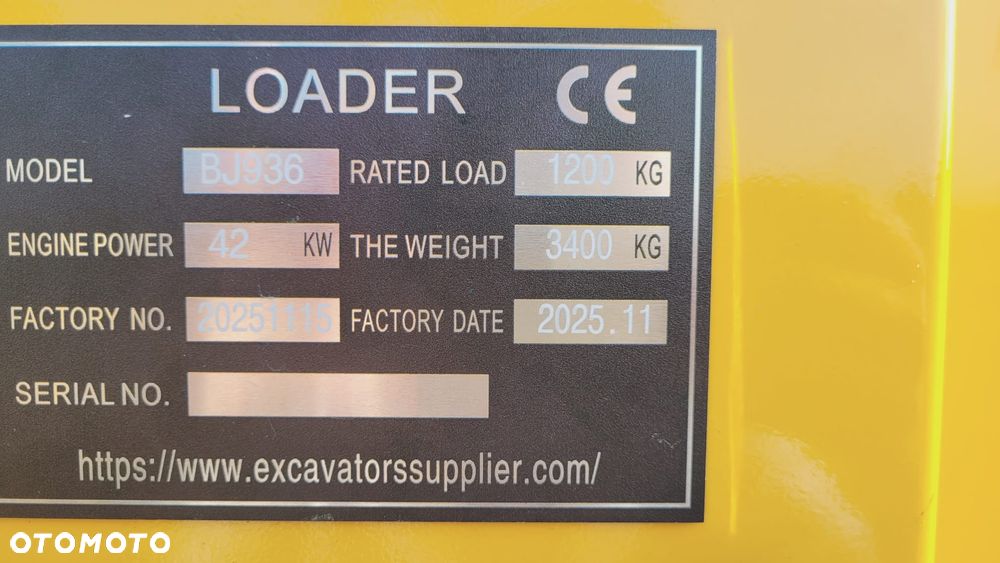 LOADER CE
MODEL BJ936 RATED LOAD 1200 KG
ENGINE POWER 42 KW THE WEIGHT 3400 KG
FACTORY NO. 20251115 FACTORY DATE 2025.11
SERIAL NO.
https://www.excavatorssupplier.com/
OTOMOTO